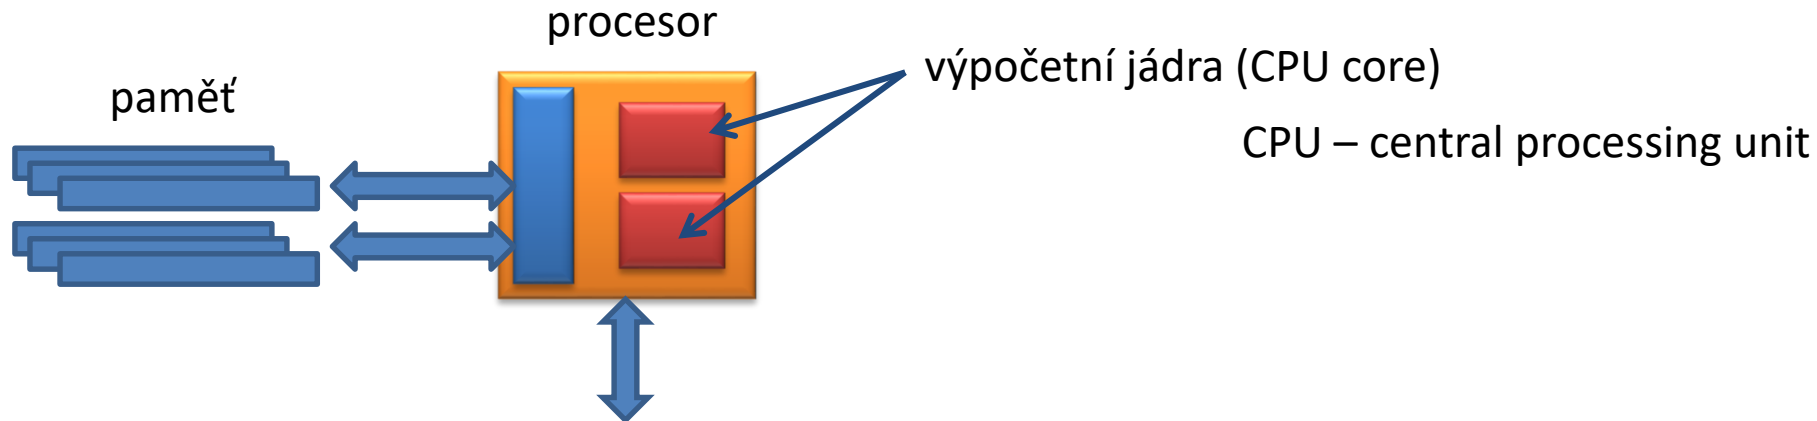 procesor
paměť
výpočetní jádra (CPU core)
CPU – central processing unit